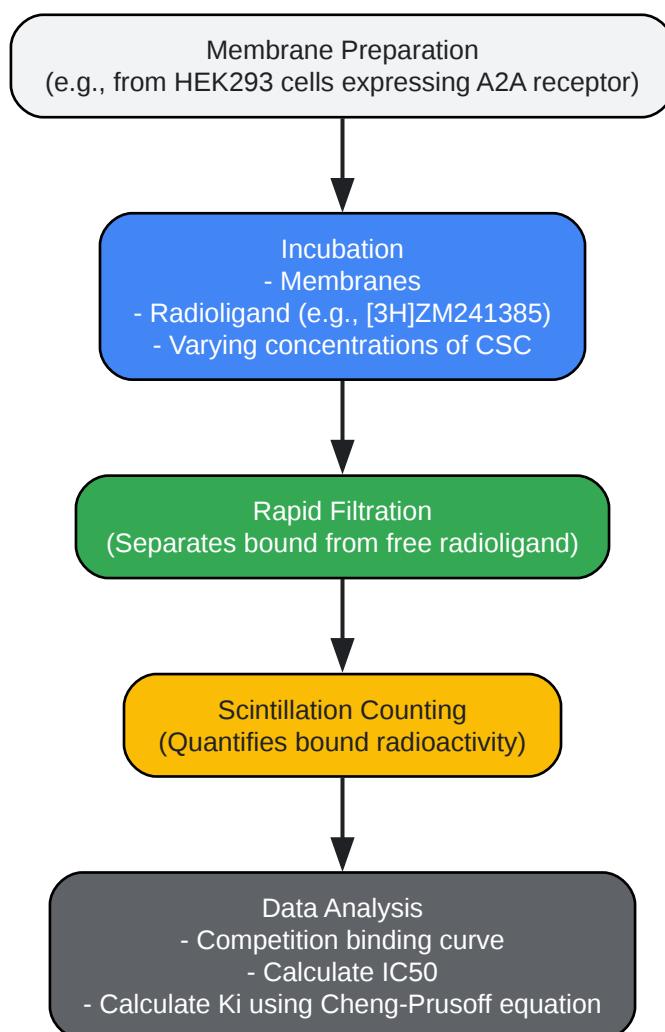 Membrane Preparation
(e.g., from HEK293 cells expressing A2A receptor)
Incubation
- Membranes
- Radioligand (e.g., [3H]ZM241385)
- Varying concentrations of CSC
Rapid Filtration
(Separates bound from free radioligand)
Scintillation Counting
(Quantifies bound radioactivity)
Data Analysis
- Competition binding curve
- Calculate IC50
- Calculate Ki using Cheng-Prusoff equation